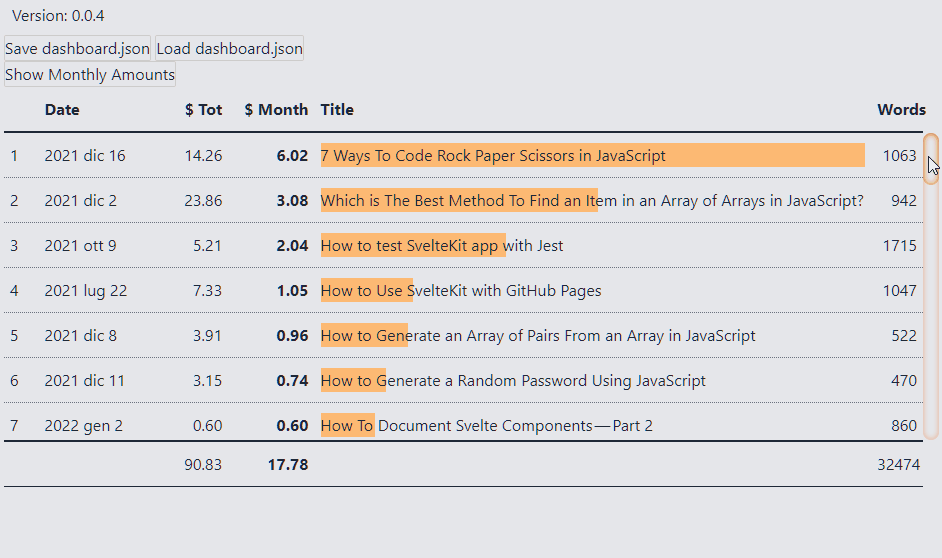 Version: 0.0.4
Save dashboard.json Load dashboard.json
Show Monthly Amounts
Date $ Tot $ Month Title Words
1 2021 dic 16 14.26 6.02 7 Ways To Code Rock Paper Scissors in JavaScript 1063
2 2021 dic 2 23.86 3.08 Which is The Best Method To Find an Item in an Array of Arrays in JavaScript? 942
3 2021 ott 9 5.21 2.04 How to test SvelteKit app with Jest 1715
4 2021 lug 22 7.33 1.05 How to Use SvelteKit with GitHub Pages 1047
5 2021 dic 8 3.91 0.96 How to Generate an Array of Pairs From an Array in JavaScript 522
6 2021 dic 11 3.15 0.74 How to Generate a Random Password Using JavaScript 470
7 2022 gen 2 0.60 0.60 How To Document Svelte Components — Part 2 860
90.83 17.78 32474